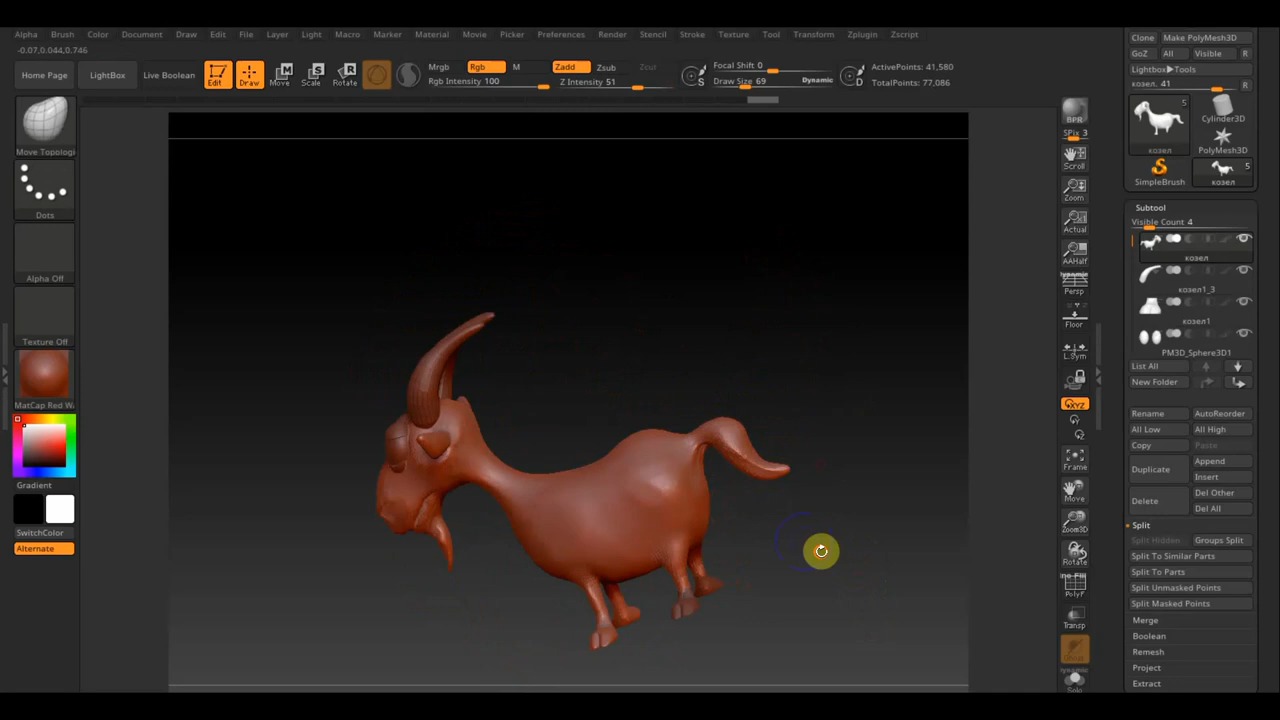 Alpha Brush Color Document Draw Edit File Layer Light Macro Marker Material Movie Picker Preferences Render Stencil Stroke Texture Tool Transform Zplugin Zscript
-0.07,0.044,0.746
Home Page
LightBox
Live Boolean
Edit
Draw
Move
Scale
Rotate
Mrgb Rgb M
Rgb Intensity 100
Zadd Zsub Zcut
Z Intensity 51
S
Focal Shift 0
Draw Size 69 Dynamic
D
ActivePoints: 41,580
TotalPoints: 77,086
Move Topologi
Dots
Alpha Off
Texture Off
MatCap Red W
Gradient
SwitchColor
Alternate
BPR
SPix 3
Scroll
Zoom
Actual
AAHalf
Dynamic
Persp
Floor
L.Sym
XYZ
Frame
Move
Zoom3D
Rotate
PolyF
Transp
Dynamic
Solo
Clone Make PolyMesh3D
GoZ All Visible R
Lightbox▶Tools
козел. 41 R
5
козел
Cylinder3D
PolyMesh3D
SimpleBrush
5
козел
Subtool
Visible Count 4
козел
козел1_3
козел1
PM3D_Sphere3D1
List All
New Folder
Rename AutoReorder
All Low All High
Copy Paste
Duplicate Append
Insert
Delete Del Other
Del All
Split
Split Hidden Groups Split
Split To Similar Parts
Split To Parts
Split Unmasked Points
Split Masked Points
Merge
Boolean
Remesh
Project
Extract